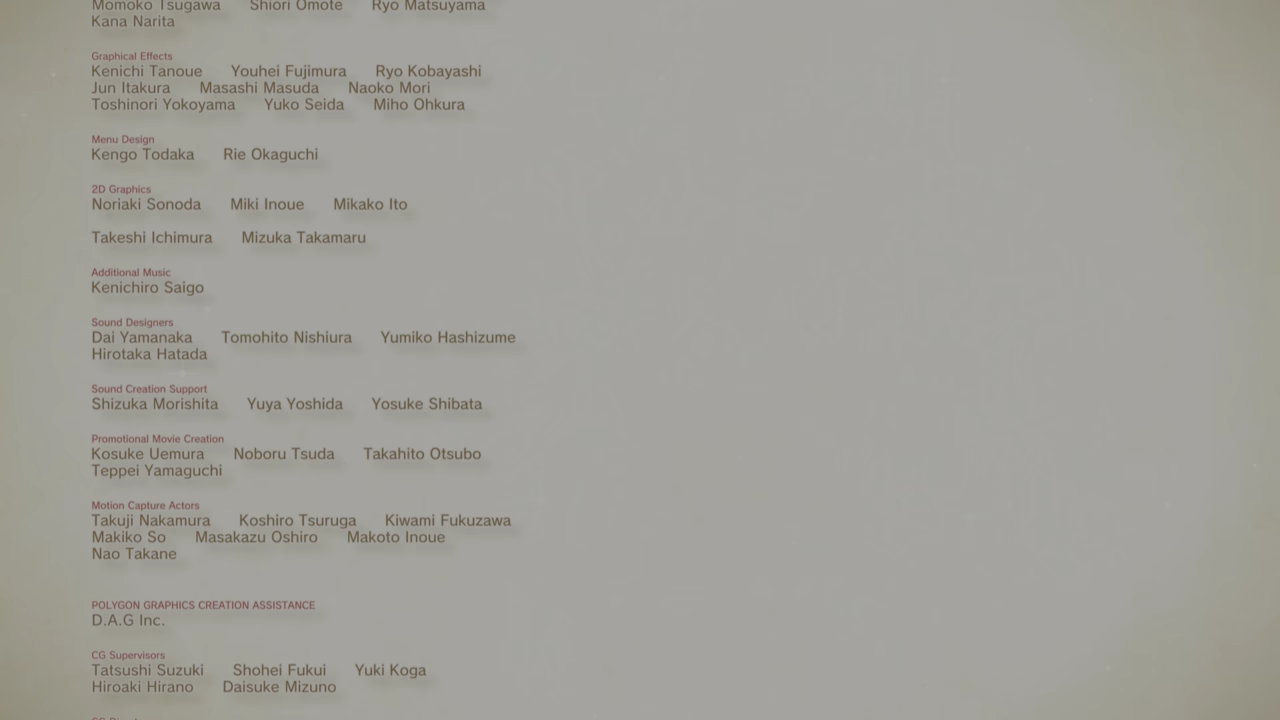 Momoko Tsugawa Shiori Omote Ryo Matsuyama
Kana Narita
Graphical Effects
Kenichi Tanoue Youhei Fujimura Ryo Kobayashi
Jun Itakura Masashi Masuda Naoko Mori
Toshinori Yokoyama Yuko Seida Miho Ohkura
Menu Design
Kengo Todaka Rie Okaguchi
2D Graphics
Noriaki Sonoda Miki Inoue Mikako Ito
Takeshi Ichimura Mizuka Takamaru
Additional Music
Kenichiro Saigo
Sound Designers
Dai Yamanaka Tomohito Nishiura Yumiko Hashizume
Hirotaka Hatada
Sound Creation Support
Shizuka Morishita Yuya Yoshida Yosuke Shibata
Promotional Movie Creation
Kosuke Uemura Noboru Tsuda Takahito Otsubo
Teppei Yamaguchi
Motion Capture Actors
Takuji Nakamura Koshiro Tsuruga Kiwami Fukuzawa
Makiko So Masakazu Oshiro Makoto Inoue
Nao Takane
POLYGON GRAPHICS CREATION ASSISTANCE
D.A.G Inc.
CG Supervisors
Tatsushi Suzuki Shohei Fukui Yuki Koga
Hiroaki Hirano Daisuke Mizuno